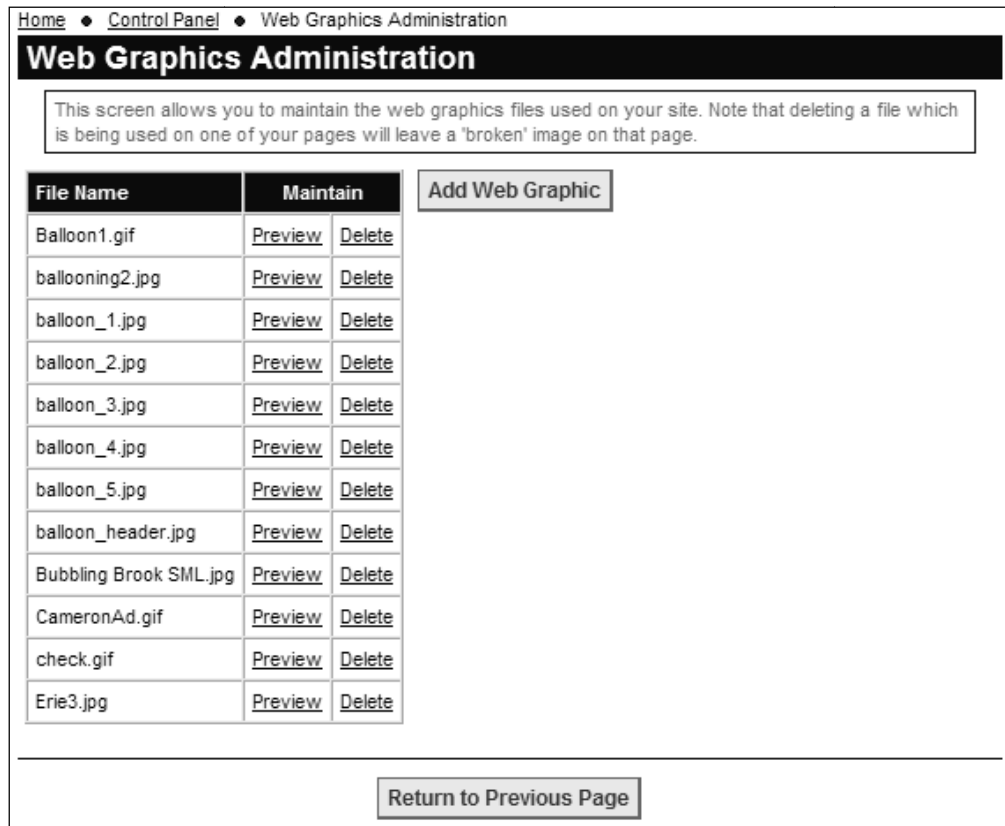 Home ● Control Panel ● Web Graphics Administration
Web Graphics Administration
This screen allows you to maintain the web graphics files used on your site. Note that deleting a file which
is being used on one of your pages will leave a 'broken' image on that page.
File Name Maintain Add Web Graphic
Balloon1.gif Preview Delete
ballooning2.jpg Preview Delete
balloon_1.jpg Preview Delete
balloon_2.jpg Preview Delete
balloon_3.jpg Preview Delete
balloon_4.jpg Preview Delete
balloon_5.jpg Preview Delete
balloon_header.jpg Preview Delete
Bubbling Brook SML.jpg Preview Delete
CameronAd.gif Preview Delete
check.gif Preview Delete
Erie3.jpg Preview Delete
Return to Previous Page